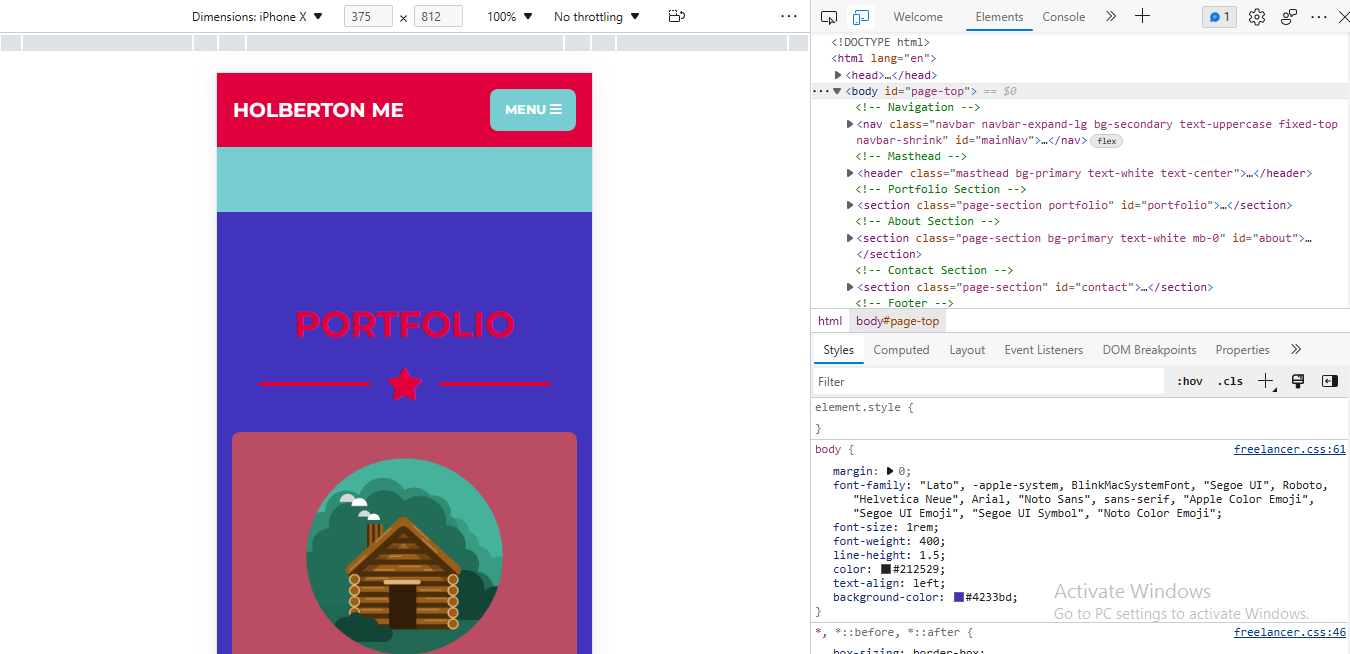 Dimensions: iPhone X 375 × 812 100% No throttling
Welcome Elements Console 1
HOLBERTON ME
MENU
PORTFOLIO
<!DOCTYPE html>
<html lang="en">
<head>…</head>
<body id="page-top"> == $0
<!-- Navigation -->
<nav class="navbar navbar-expand-lg bg-secondary text-uppercase fixed-top
navbar-shrink" id="mainNav">…</nav> flex
<!-- Masthead -->
<header class="masthead bg-primary text-white text-center">…</header>
<!-- Portfolio Section -->
<section class="page-section portfolio" id="portfolio">…</section>
<!-- About Section -->
<section class="page-section bg-primary text-white mb-0" id="about">…
</section>
<!-- Contact Section -->
<section class="page-section" id="contact">…</section>
<!-- Footer -->
html body#page-top
Styles Computed Layout Event Listeners DOM Breakpoints Properties
Filter :hov .cls
element.style {
}
body { freelancer.css:61
margin: 0;
font-family: "Lato", -apple-system, BlinkMacSystemFont, "Segoe UI", Roboto,
"Helvetica Neue", Arial, "Noto Sans", sans-serif, "Apple Color Emoji",
"Segoe UI Emoji", "Segoe UI Symbol", "Noto Color Emoji";
font-size: 1rem;
font-weight: 400;
line-height: 1.5;
color: #212529;
text-align: left;
background-color: #4233bd;
}
Activate Windows
Go to PC settings to activate Windows.
*, *::before, *::after { freelancer.css:46
box-sizing: border-box;